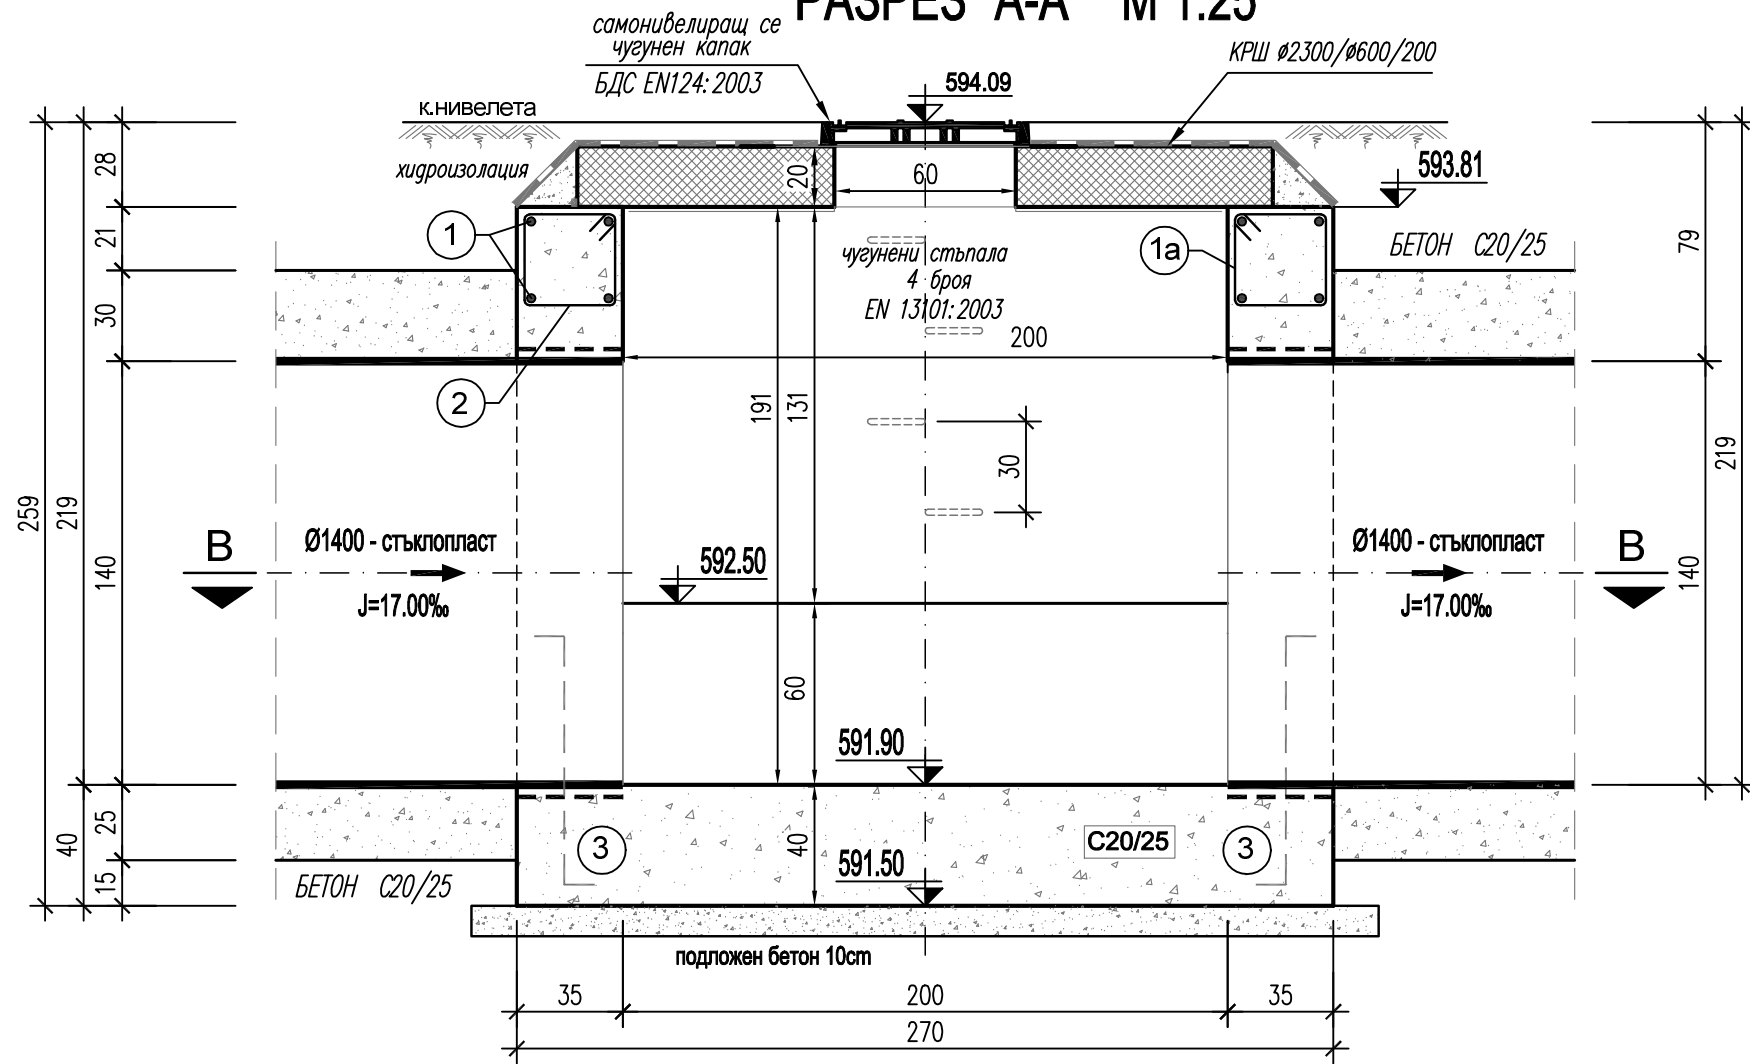 РАЗРЕЗ А-А М 1:25
самонивелиращ се
чугунен капак
БДС EN124:2003
КРШ ø2300/ø600/200
594.09
к.нивелета
хидроизолация
593.81
28
20
60
21
1
1а
БЕТОН С20/25
79
чугунени стъпала
4 броя
EN 13101:2003
30
200
2
191
131
30
219
259
219
140
В
Ø1400 - стъклопласт
J=17.00‰
592.50
Ø1400 - стъклопласт
J=17.00‰
В
140
60
591.90
25
40
3
40
C20/25
3
591.50
15
БЕТОН С20/25
подложен бетон 10cm
35
200
35
270